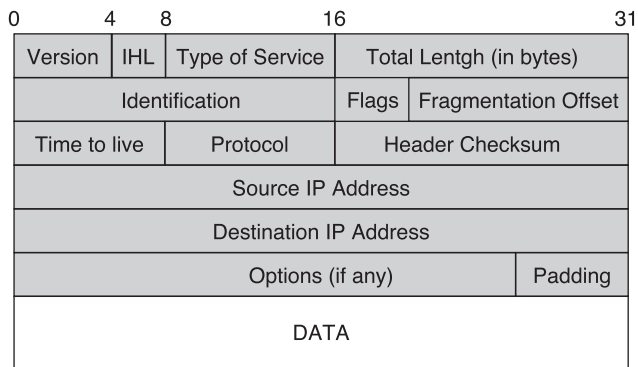 0 4 8 16 31
Version IHL Type of Service Total Lentgh (in bytes)
Identification Flags Fragmentation Offset
Time to live Protocol Header Checksum
Source IP Address
Destination IP Address
Options (if any) Padding
DATA